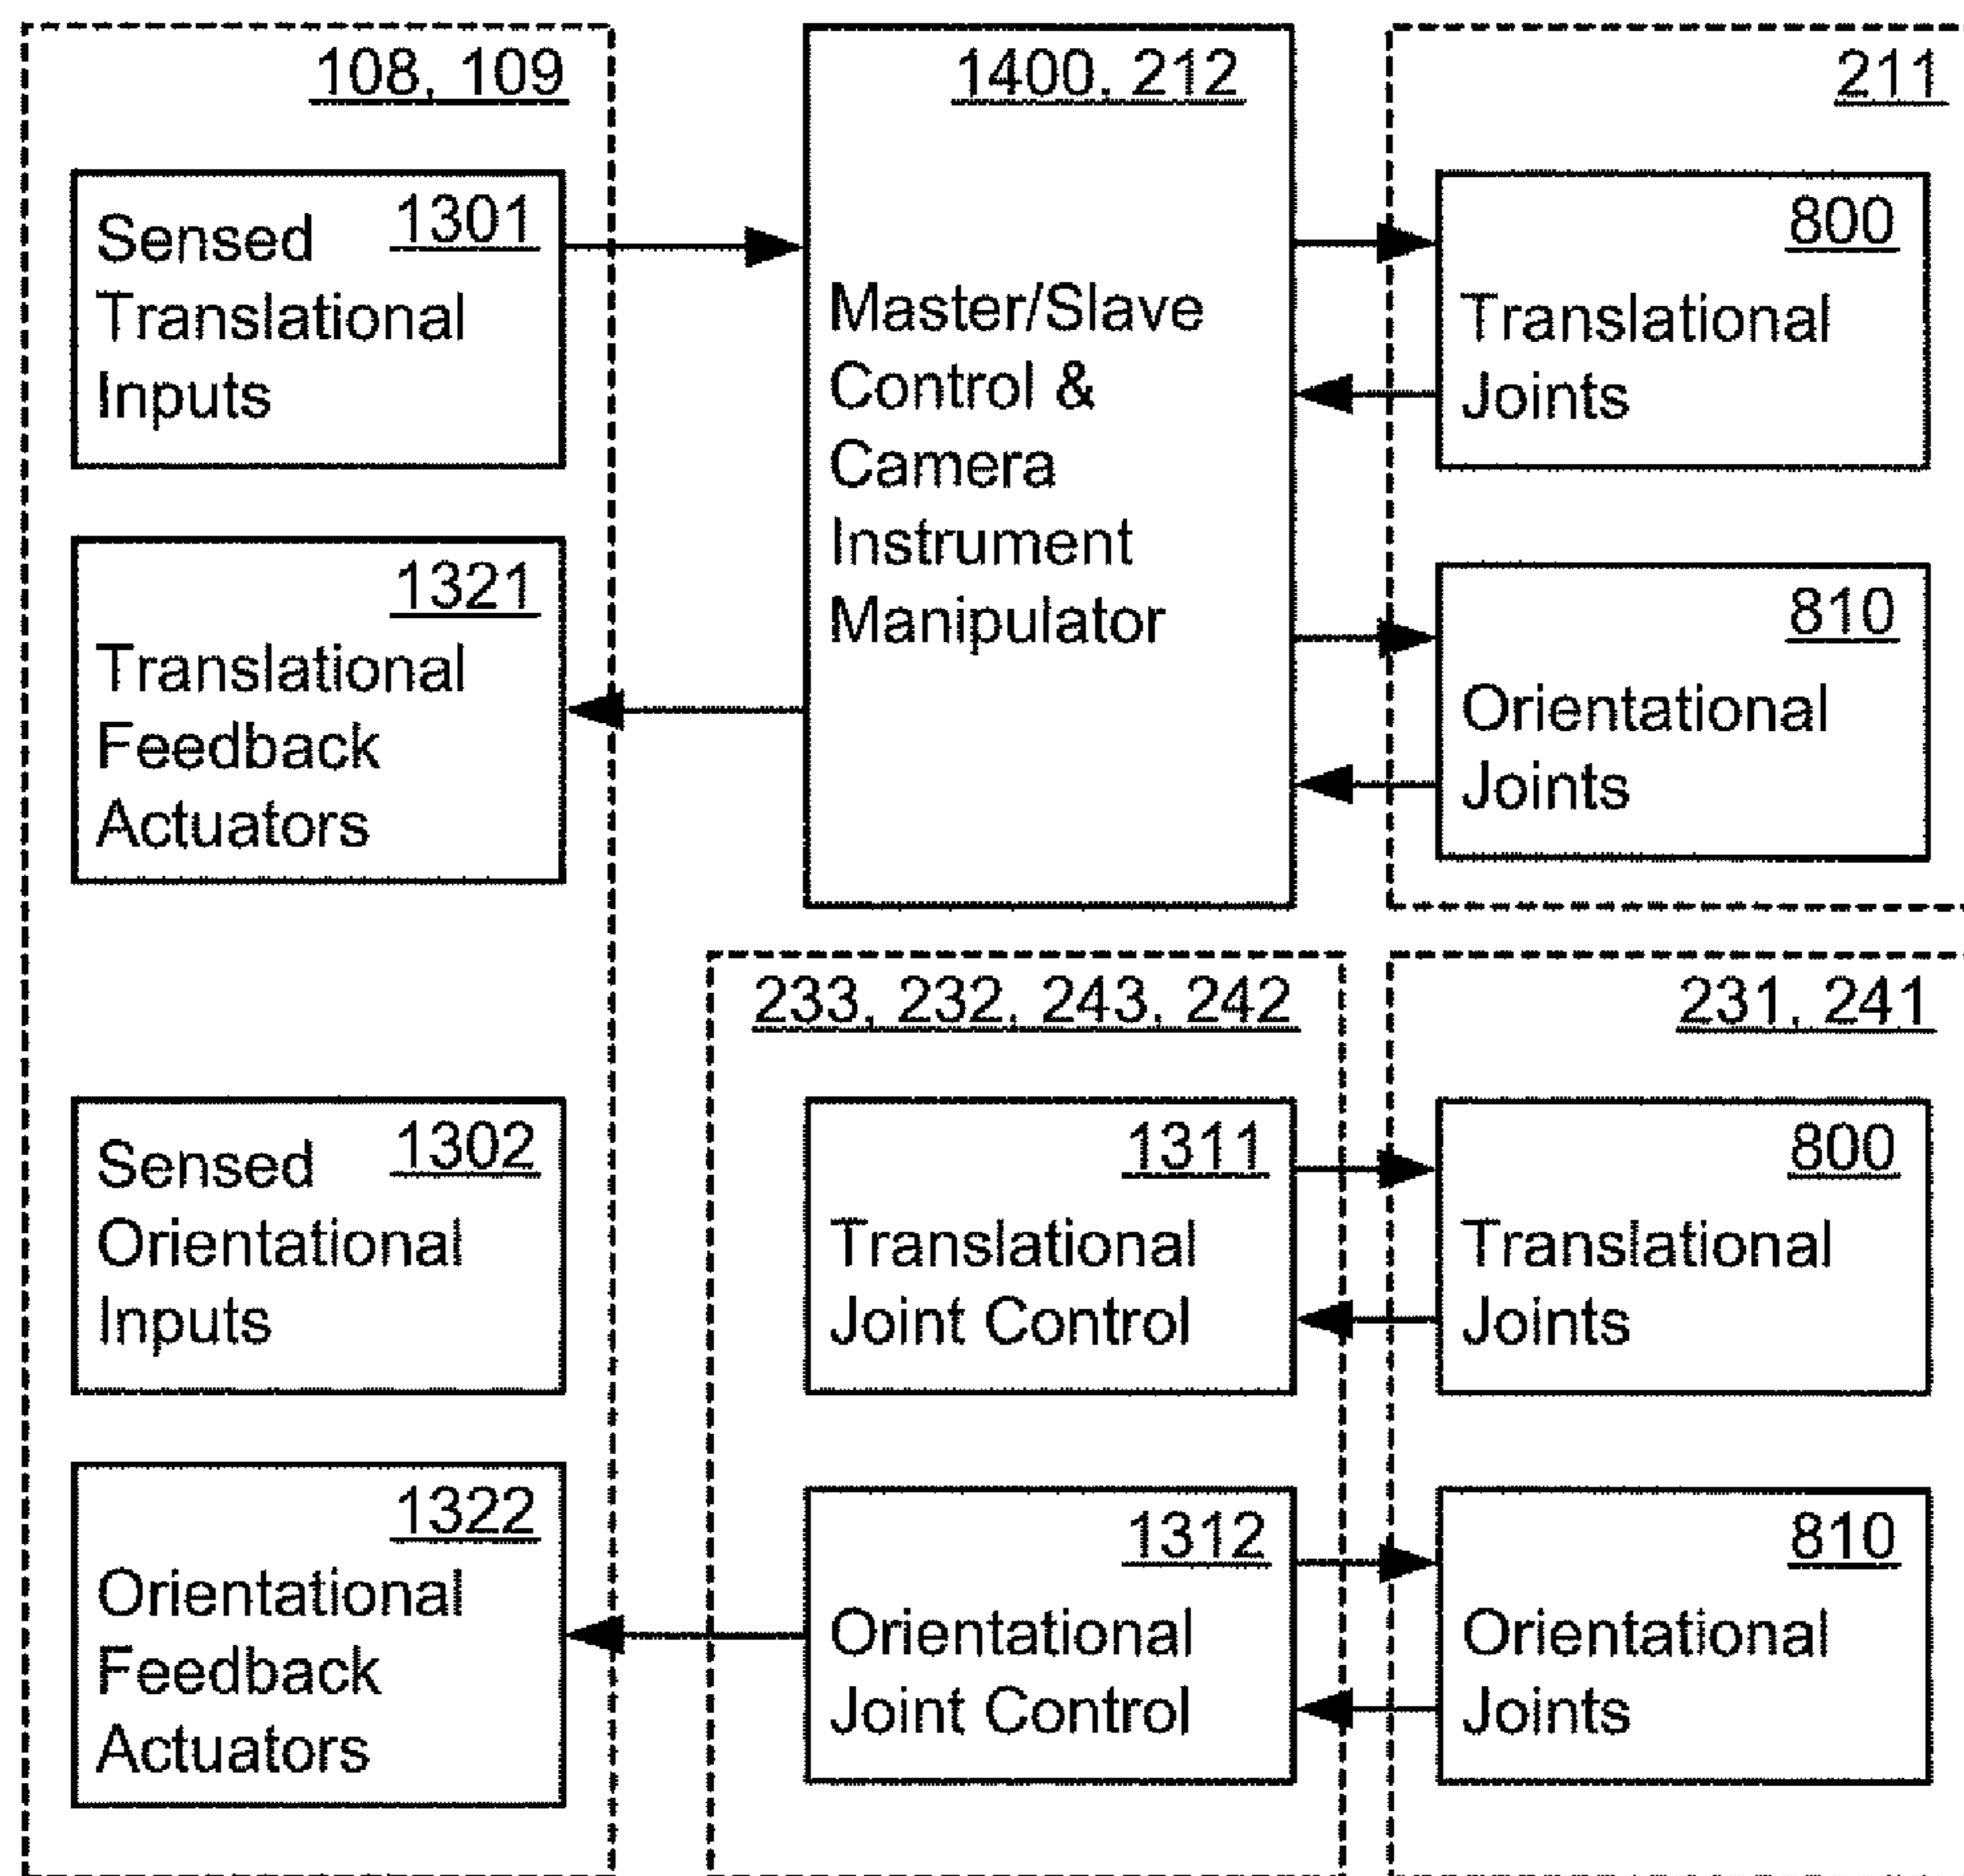 108, 109
1301
Sensed
Translational
Inputs
1321
Translational
Feedback
Actuators
1302
Sensed
Orientational
Inputs
1322
Orientational
Feedback
Actuators
1400, 212
Master/Slave
Control &
Camera
Instrument
Manipulator
211
800
Translational
Joints
810
Orientational
Joints
233, 232, 243, 242
1311
Translational
Joint Control
1312
Orientational
Joint Control
231, 241
800
Translational
Joints
810
Orientational
Joints